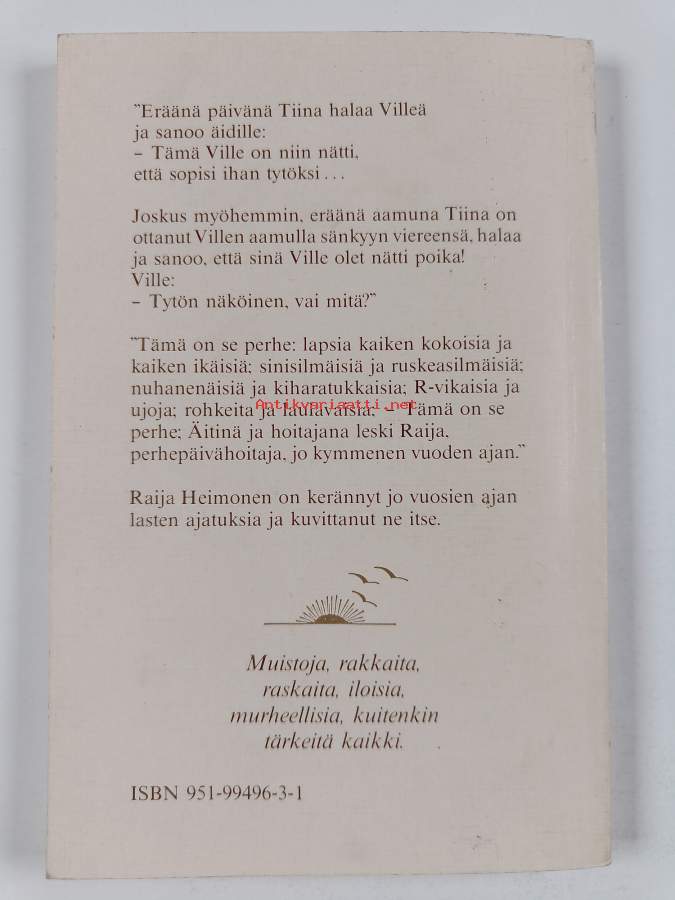 ”Eräänä päivänä Tiina halaa Villeä
ja sanoo äidille:
– Tämä Ville on niin nätti,
että sopisi ihan tytöksi...
Joskus myöhemmin, eräänä aamuna Tiina on
ottanut Villen aamulla sänkyyn viereensä, halaa
ja sanoo, että sinä Ville olet nätti poika!
Ville:
– Tytön näköinen, vai mitä?”
”Tämä on se perhe: lapsia kaiken kokoisia ja
kaiken ikäisiä; sinisilmäisiä ja ruskeasilmäisiä;
nuhanenäisiä ja kiharatukkaisia; R-vikaisia ja
ujoja; rohkeita ja laulavaisia; – Tämä on se
Antikvariaatti.net
perhe; Äitinä ja hoitajana leski Raija,
perhepäivähoitaja, jo kymmenen vuoden ajan.”
Raija Heimonen on kerännyt jo vuosien ajan
lasten ajatuksia ja kuvittanut ne itse.
Muistoja, rakkaita,
raskaita, iloisia,
murheellisia, kuitenkin
tärkeitä kaikki.
ISBN 951-99496-3-1